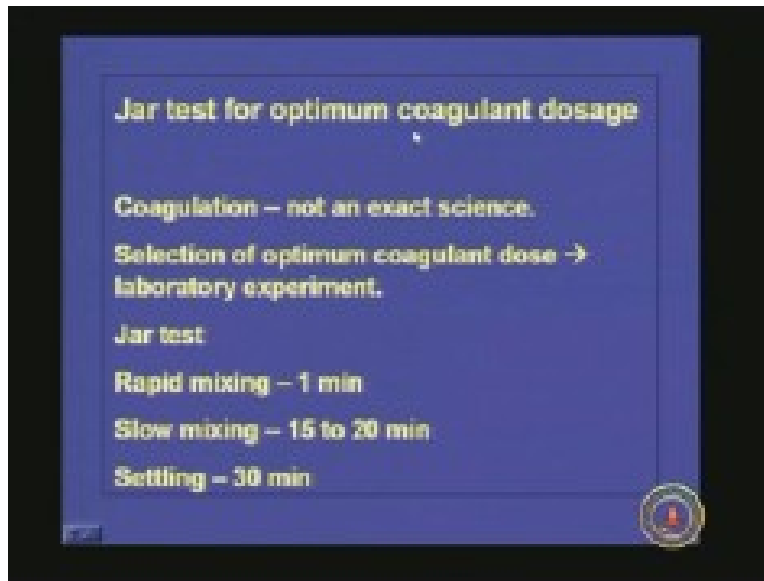 Jar test for optimum coagulant dosage
Coagulation – not an exact science.
Selection of optimum coagulant dose →
laboratory experiment.
Jar test
Rapid mixing – 1 min
Slow mixing – 15 to 20 min
Settling – 30 min